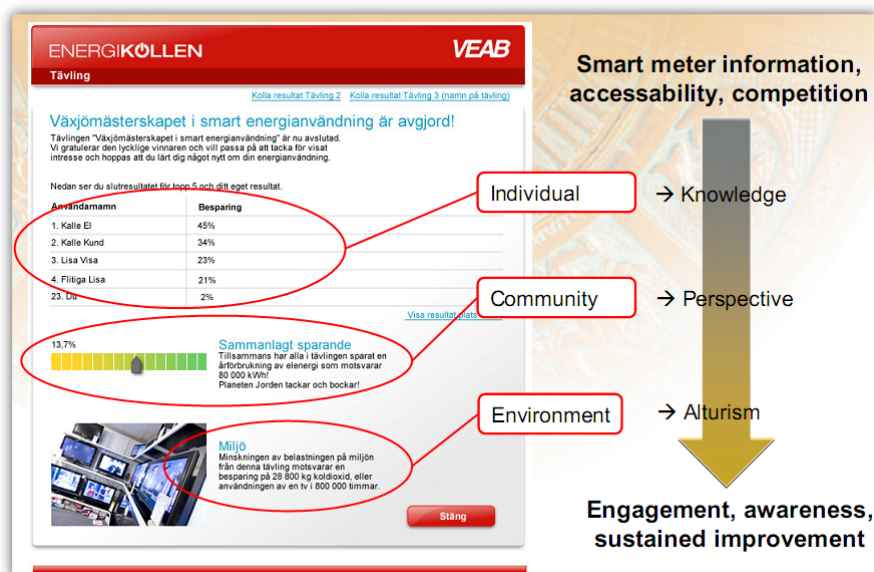 ENERGIKOLLEN
VEAB
Tävling
Kolla resultat Tävling 2 Kolla resultat Tävling 3 (namn på tävling)
Växjömästerskapet i smart energianvändning är avgjord!
Tävlingen "Växjömästerskapet i smart energianvändning" är nu avslutad.
Vi gratulerar den lycklige vinnaren och vill passa på att tacka för visat
intresse och hoppas att du lärt dig något nytt om din energianvändning.
Nedan ser du slutresultatet för topp 5 och ditt eget resultat.
Användarnamn Besparing
1. Kalle El 45%
2. Kalle Kund 34%
3. Lisa Visa 23%
4. Flitiga Lisa 21%
23. Du 2%
Visa resultat plats
13,7%
Sammanlagt sparande
Tillsammans har alla i tävlingen sparat en
årförbrukning av elenergi som motsvarar
80 000 kWh!
Planeten Jorden tackar och bockar!
Miljö
Minskningen av belastningen på miljön
från denna tävling motsvarar en
besparing på 28 800 kg koldioxid, eller
användningen av en tv i 800 000 timmar.
Stäng
Smart meter information,
accessability, competition
Individual → Knowledge
Community → Perspective
Environment → Alturism
Engagement, awareness,
sustained improvement